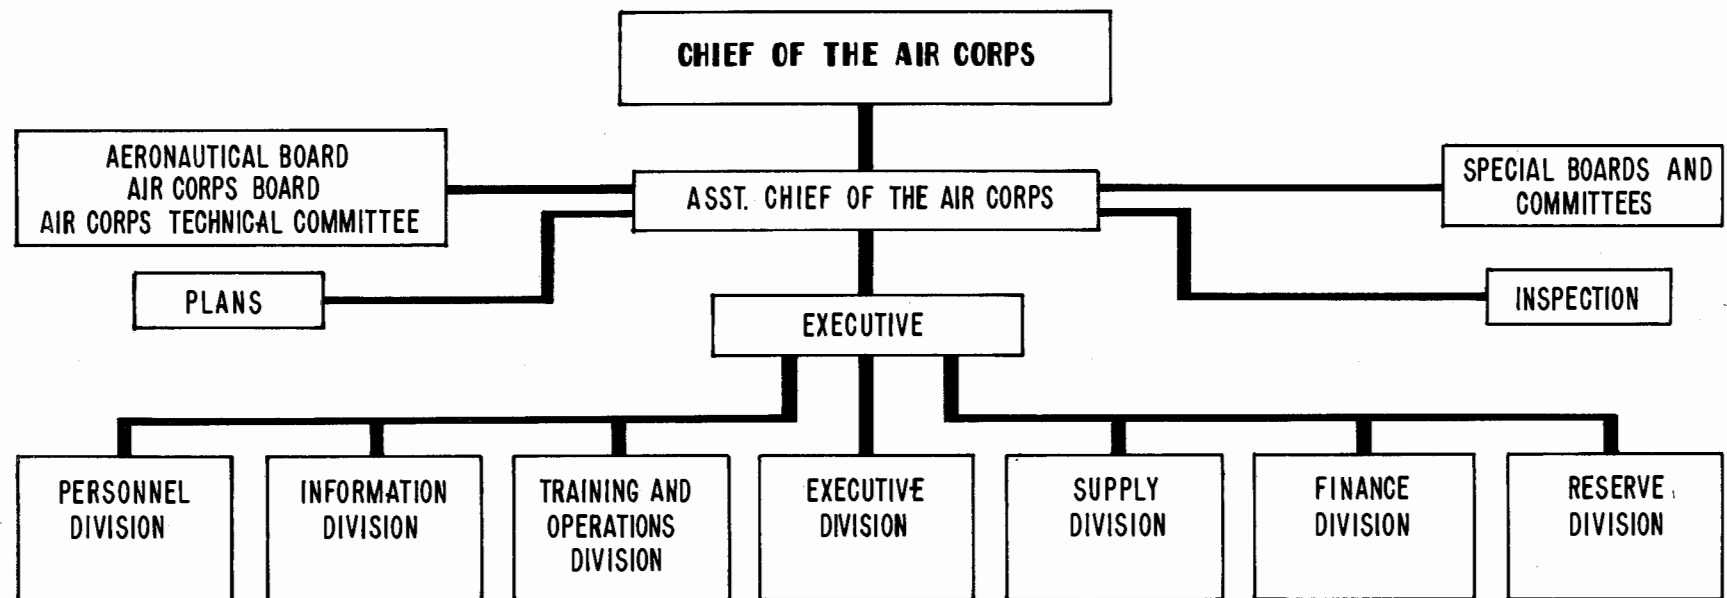 CHIEF OF THE AIR CORPS
AERONAUTICAL BOARD
AIR CORPS BOARD
AIR CORPS TECHNICAL COMMITTEE
ASST. CHIEF OF THE AIR CORPS
SPECIAL BOARDS AND
COMMITTEES
PLANS
INSPECTION
EXECUTIVE
PERSONNEL
DIVISION
INFORMATION
DIVISION
TRAINING AND
OPERATIONS
DIVISION
EXECUTIVE
DIVISION
SUPPLY
DIVISION
FINANCE
DIVISION
RESERVE
DIVISION